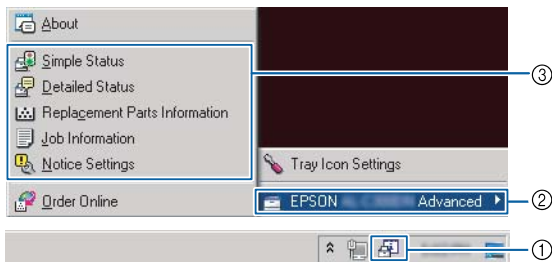 About
Simple Status
③
Detailed Status
Replacement Parts Information
Job Information
Notice Settings
Tray Icon Settings
Order Online
EPSON Advanced
②
①